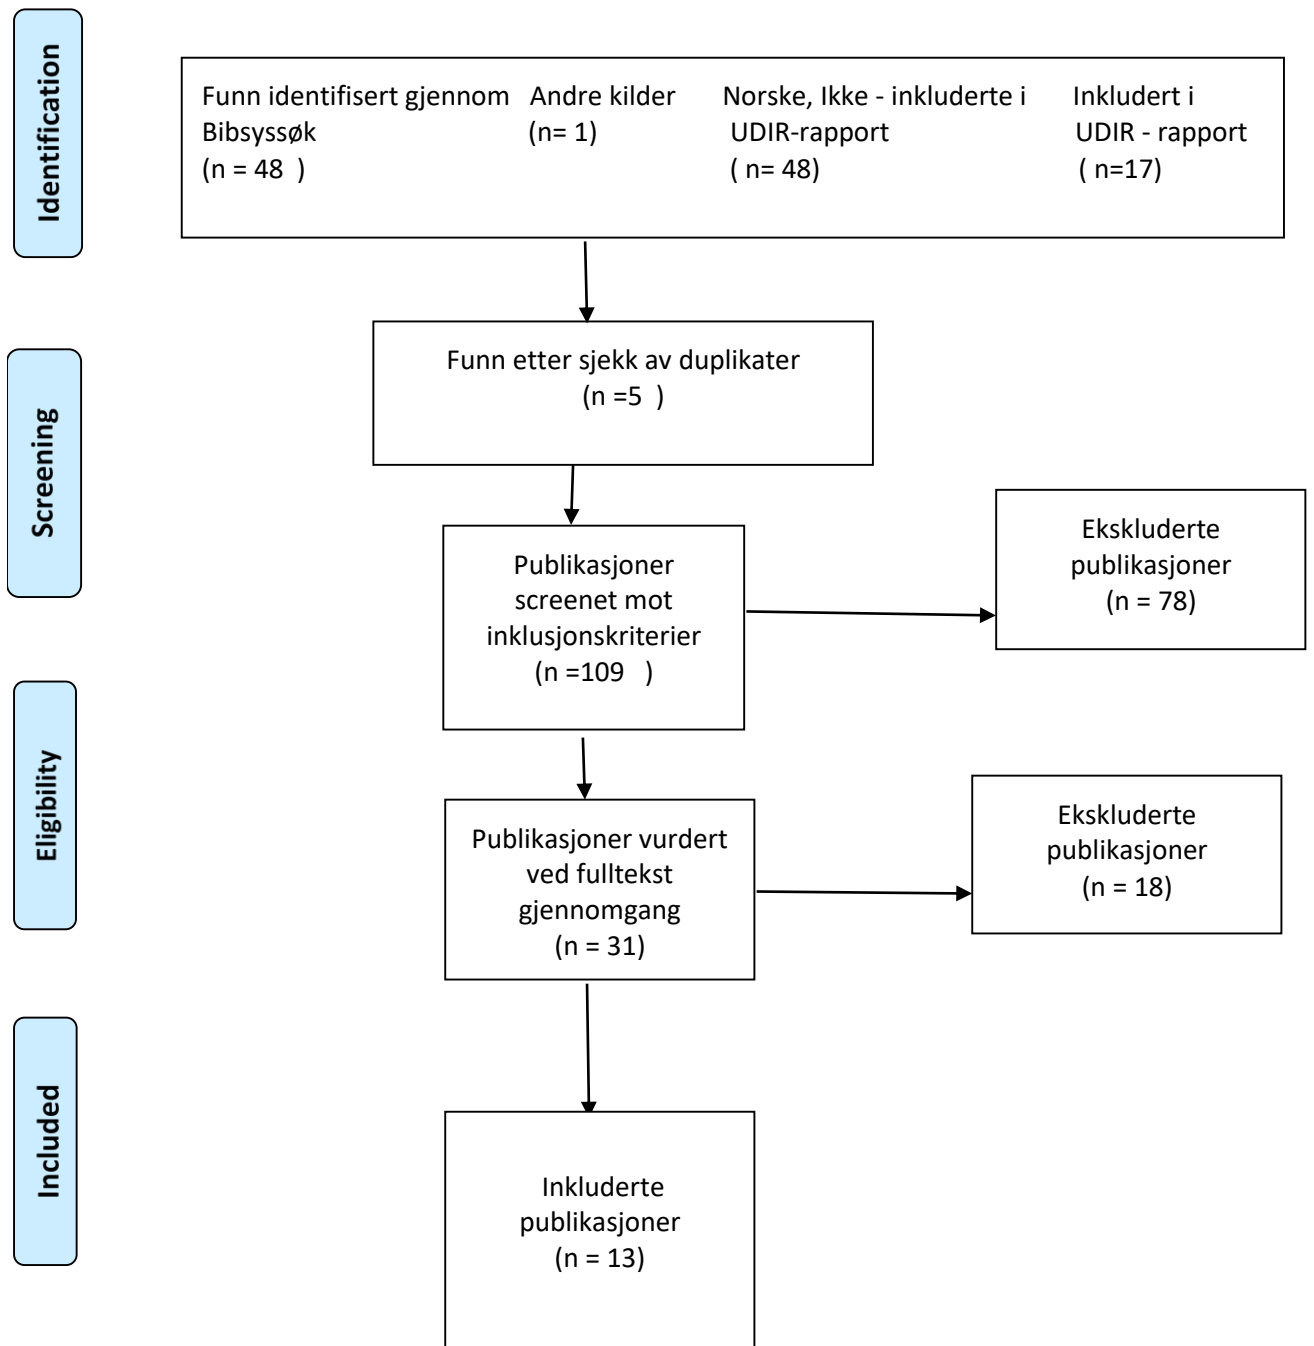 Identification
Funn identifisert gjennom
Bibsyssøk
(n = 48 )
Andre kilder
(n= 1)
Norske, Ikke - inkluderte i
UDIR-rapport
( n= 48)
Inkludert i
UDIR - rapport
( n=17)
Screening
Funn etter sjekk av duplikater
(n =5 )
Publikasjoner
screenet mot
inklusjonskriterier
(n =109 )
Ekskluderte
publikasjoner
(n = 78)
Eligibility
Publikasjoner vurdert
ved fulltekst
gjennomgang
(n = 31)
Ekskluderte
publikasjoner
(n = 18)
Included
Inkluderte
publikasjoner
(n = 13)